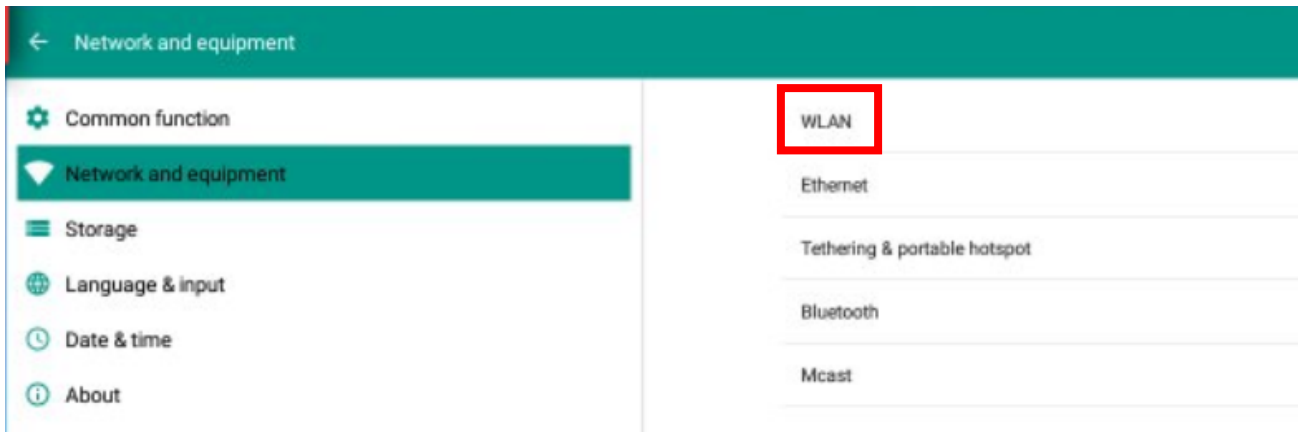 Network and equipment
Common function
Network and equipment
Storage
Language & input
Date & time
About
WLAN
Ethernet
Tethering & portable hotspot
Bluetooth
Mcast